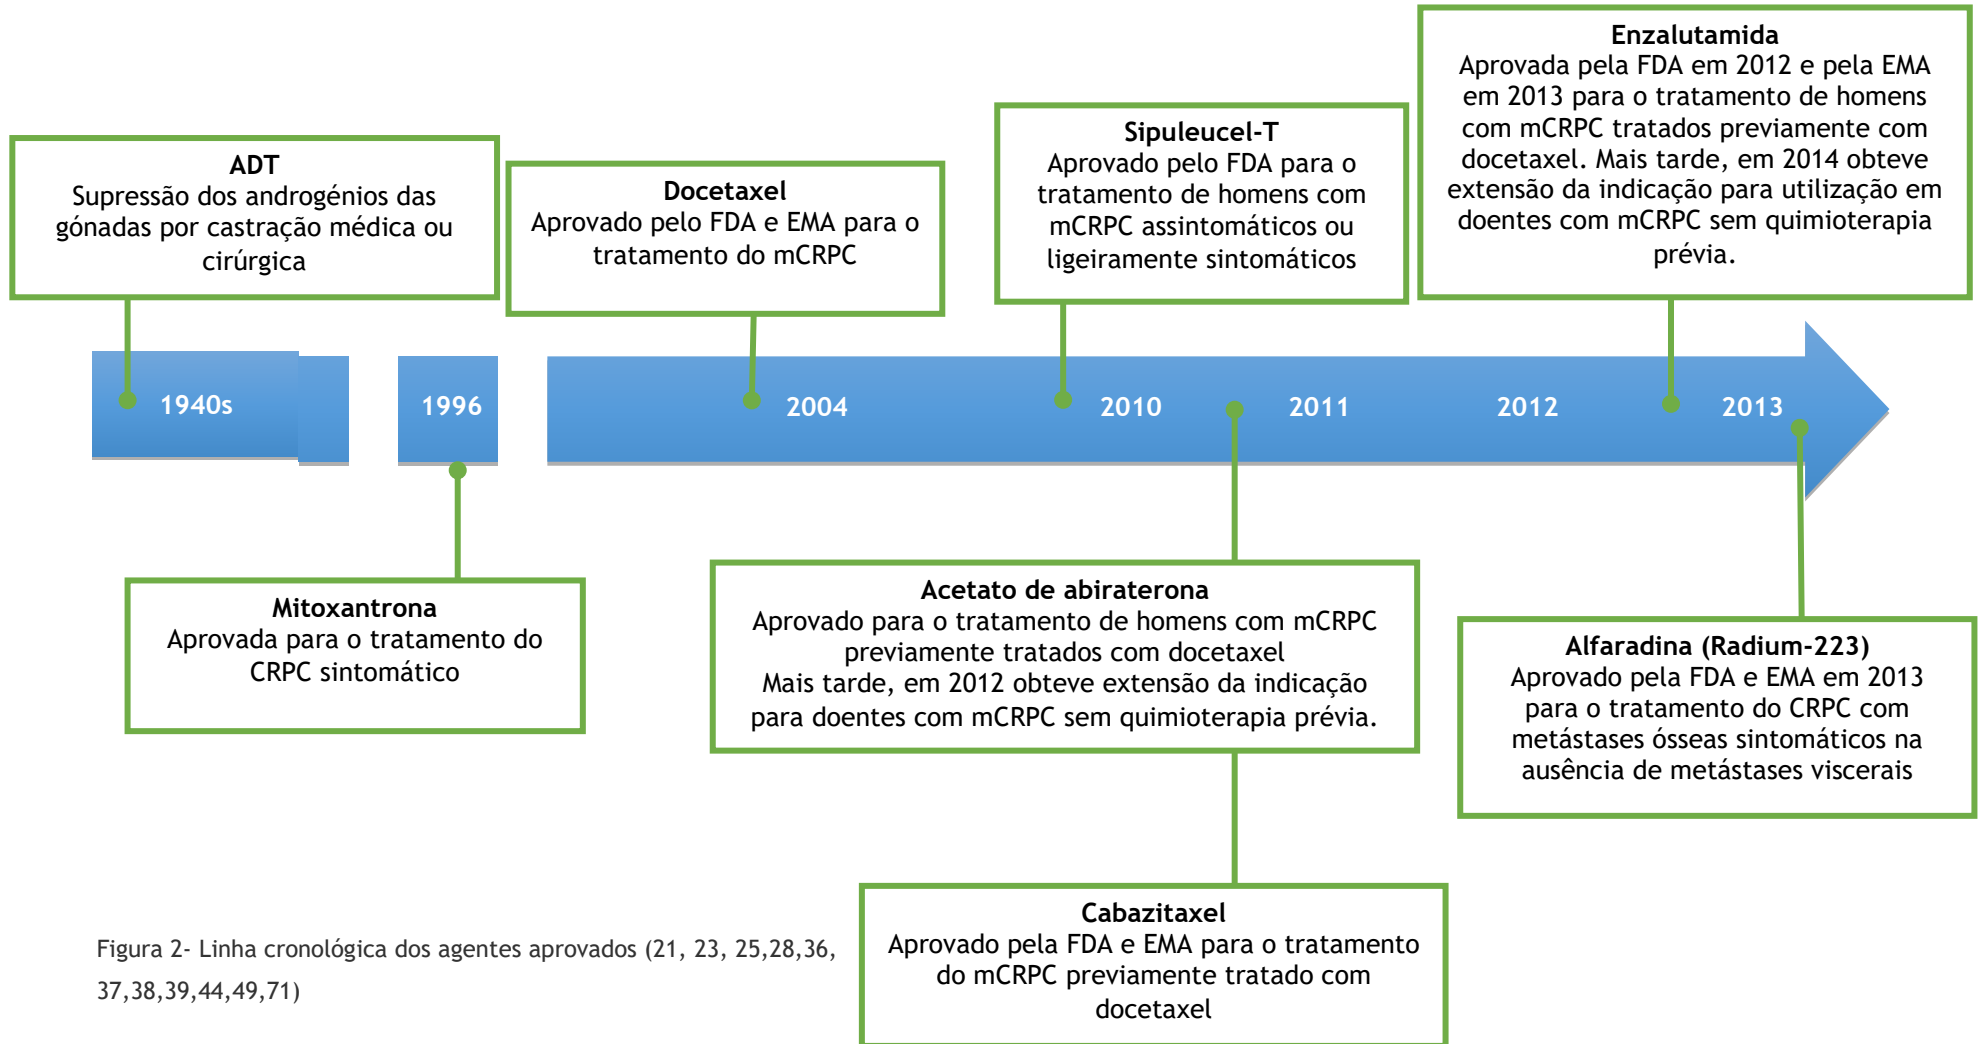 ADT
Supressão dos androgénios das
gónadas por castração médica ou
cirúrgica
Docetaxel
Aprovado pelo FDA e EMA para o
tratamento do mCRPC
Sipuleucel-T
Aprovado pelo FDA para o
tratamento de homens com
mCRPC assintomáticos ou
ligeiramente sintomáticos
Enzalutamida
Aprovada pela FDA em 2012 e pela EMA
em 2013 para o tratamento de homens
com mCRPC tratados previamente com
docetaxel. Mais tarde, em 2014 obteve
extensão da indicação para utilização em
doentes com mCRPC sem quimioterapia
prévia.
1940s
1996
2004
2010
2011
2012
2013
Mitoxantrona
Aprovada para o tratamento do
CRPC sintomático
Acetato de abiraterona
Aprovado para o tratamento de homens com mCRPC
previamente tratados com docetaxel
Mais tarde, em 2012 obteve extensão da indicação
para doentes com mCRPC sem quimioterapia prévia.
Alfaradina (Radium-223)
Aprovado pela FDA e EMA em 2013
para o tratamento do CRPC com
metástases ósseas sintomáticos na
ausência de metástases viscerais
Cabazitaxel
Aprovado pela FDA e EMA para o tratamento
do mCRPC previamente tratado com
docetaxel
Figura 2- Linha cronológica dos agentes aprovados (21, 23, 25,28,36,
37,38,39,44,49,71)